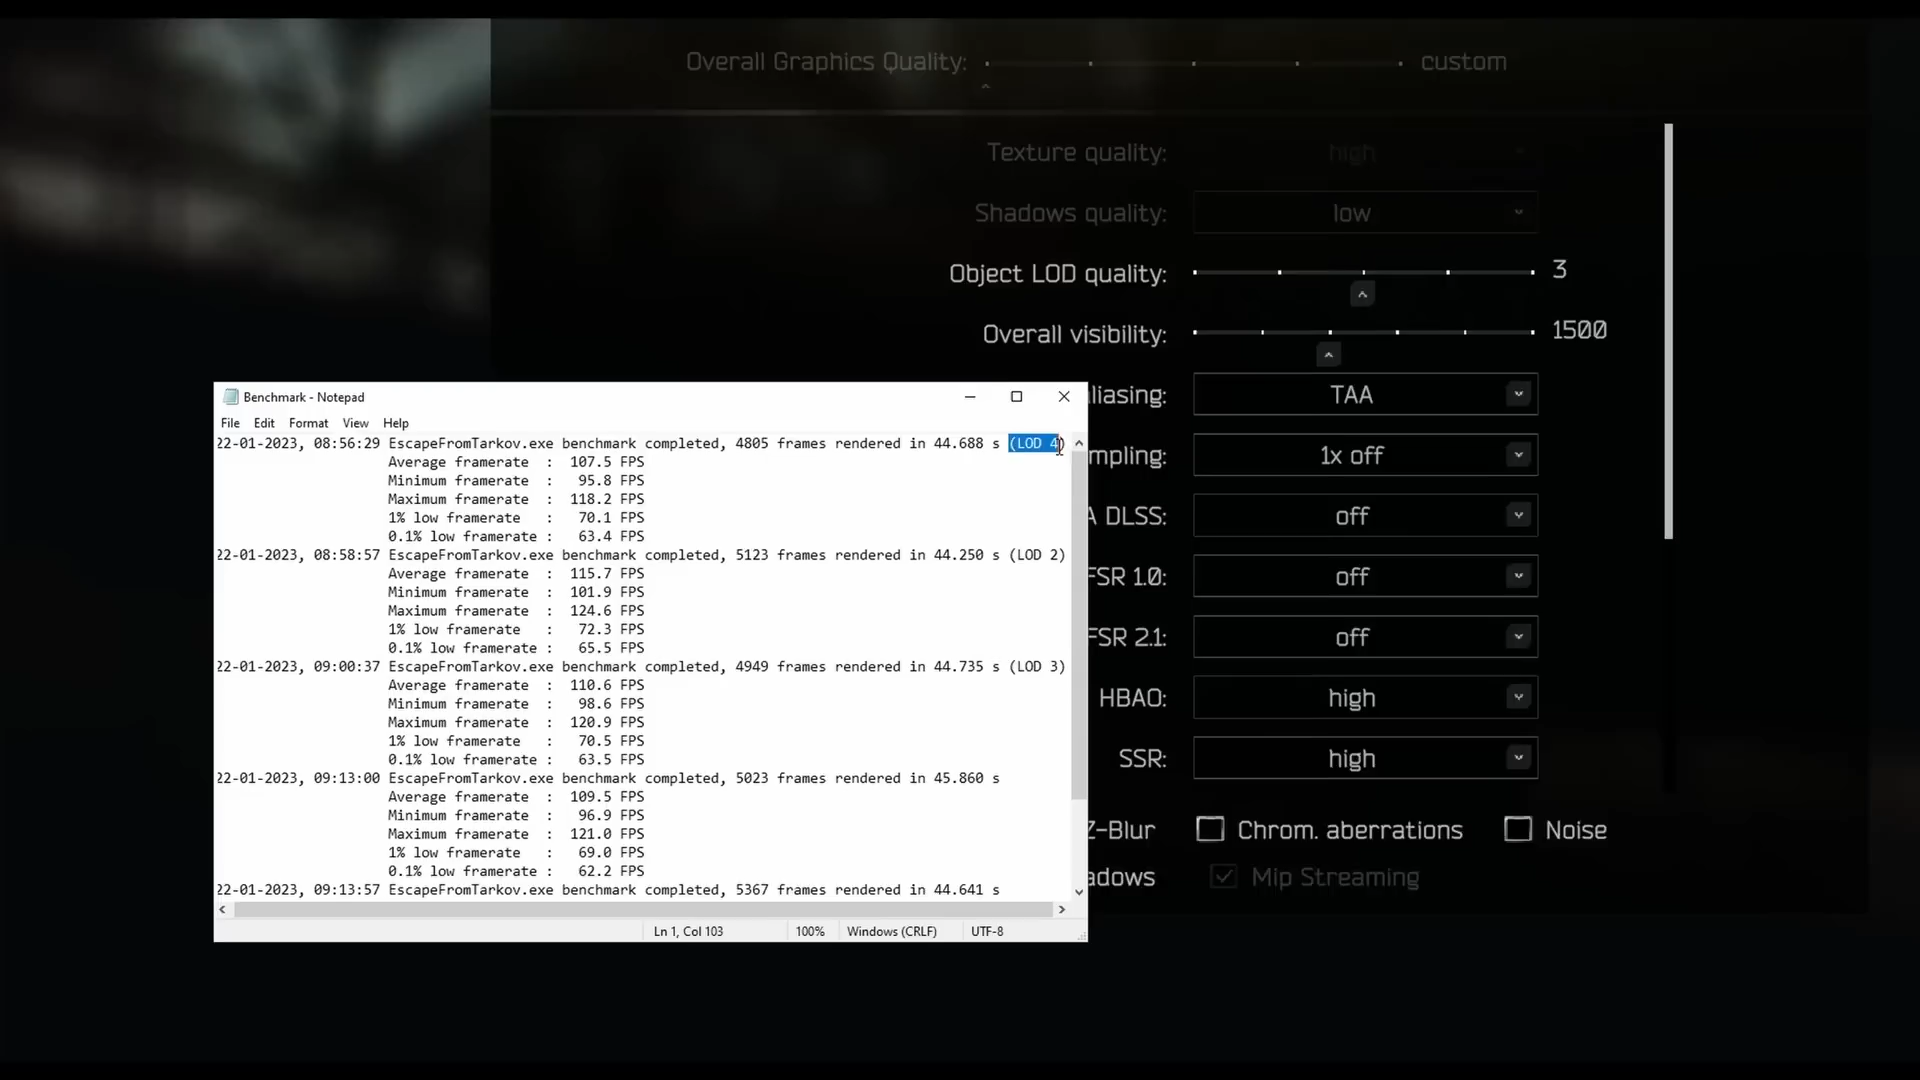 Overall Graphics Quality: custom
Texture quality: high
Shadows quality: low
Object LOD quality: 3
Overall visibility: 1500
liasing: TAA
mpling: 1x off
A DLSS: off
FSR 1.0: off
FSR 2.1: off
HBAO: high
SSR: high
Z-Blur Chrom. aberrations Noise
adows Mip Streaming
Benchmark - Notepad
File Edit Format View Help
22-01-2023, 08:56:29 EscapeFromTarkov.exe benchmark completed, 4805 frames rendered in 44.688 s (LOD 4)
Average framerate : 107.5 FPS
Minimum framerate : 95.8 FPS
Maximum framerate : 118.2 FPS
1% low framerate : 70.1 FPS
0.1% low framerate : 63.4 FPS
22-01-2023, 08:58:57 EscapeFromTarkov.exe benchmark completed, 5123 frames rendered in 44.250 s (LOD 2)
Average framerate : 115.7 FPS
Minimum framerate : 101.9 FPS
Maximum framerate : 124.6 FPS
1% low framerate : 72.3 FPS
0.1% low framerate : 65.5 FPS
22-01-2023, 09:00:37 EscapeFromTarkov.exe benchmark completed, 4949 frames rendered in 44.735 s (LOD 3)
Average framerate : 110.6 FPS
Minimum framerate : 98.6 FPS
Maximum framerate : 120.9 FPS
1% low framerate : 70.5 FPS
0.1% low framerate : 63.5 FPS
22-01-2023, 09:13:00 EscapeFromTarkov.exe benchmark completed, 5023 frames rendered in 45.860 s
Average framerate : 109.5 FPS
Minimum framerate : 96.9 FPS
Maximum framerate : 121.0 FPS
1% low framerate : 69.0 FPS
0.1% low framerate : 62.2 FPS
22-01-2023, 09:13:57 EscapeFromTarkov.exe benchmark completed, 5367 frames rendered in 44.641 s
Ln 1, Col 103 100% Windows (CRLF) UTF-8